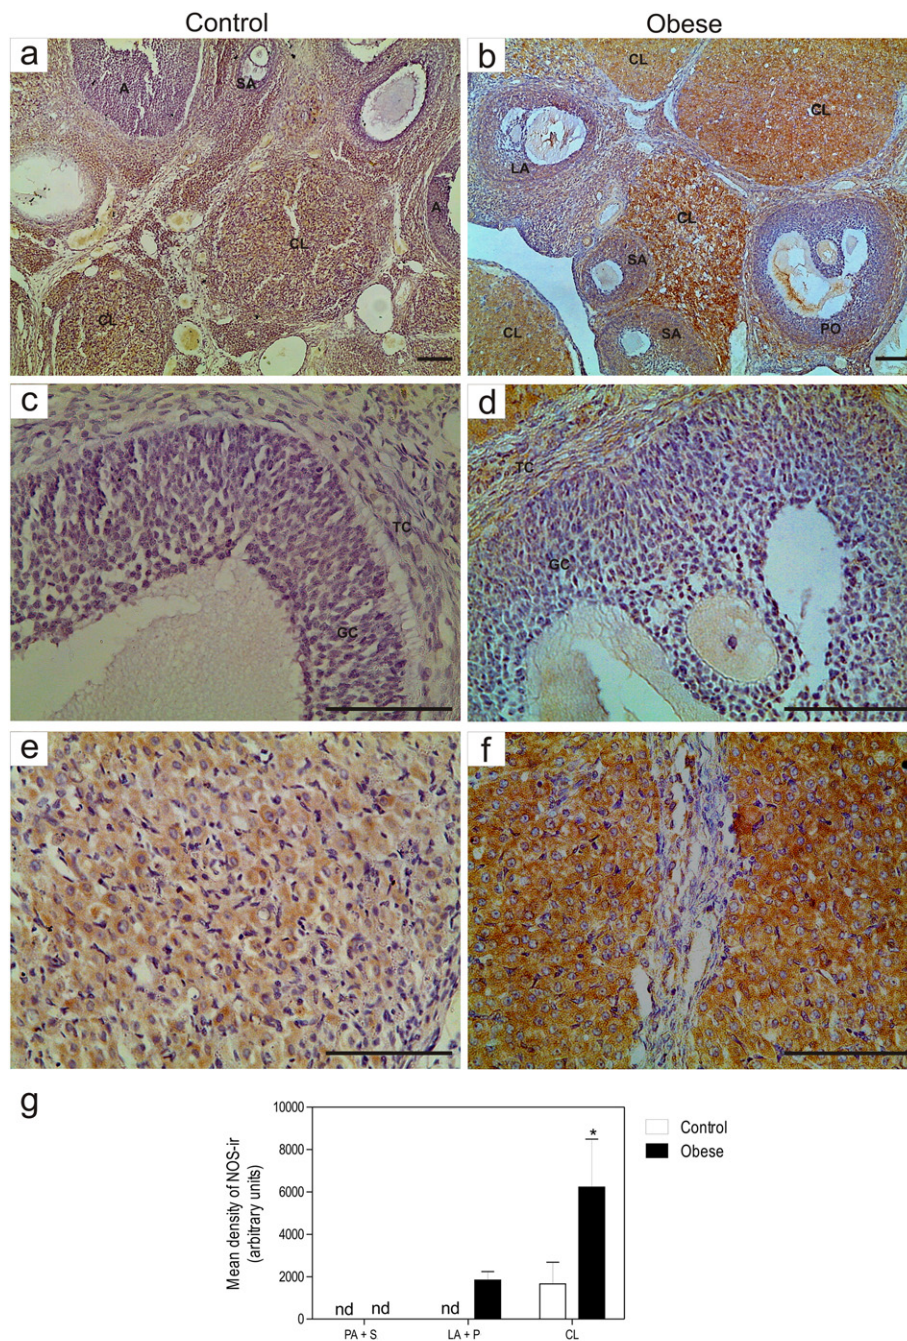 Control Obese
a
A
SA
A
CL
CL
b
CL
CL
LA
CL
SA
PO
CL
SA
c
TC
GC
d
TC
GC
e
f
g
10000
8000
6000
4000
2000
0
Mean density of NOS-ir
(arbitrary units)
*
Control
Obese
nd nd nd
PA + S LA + P CL